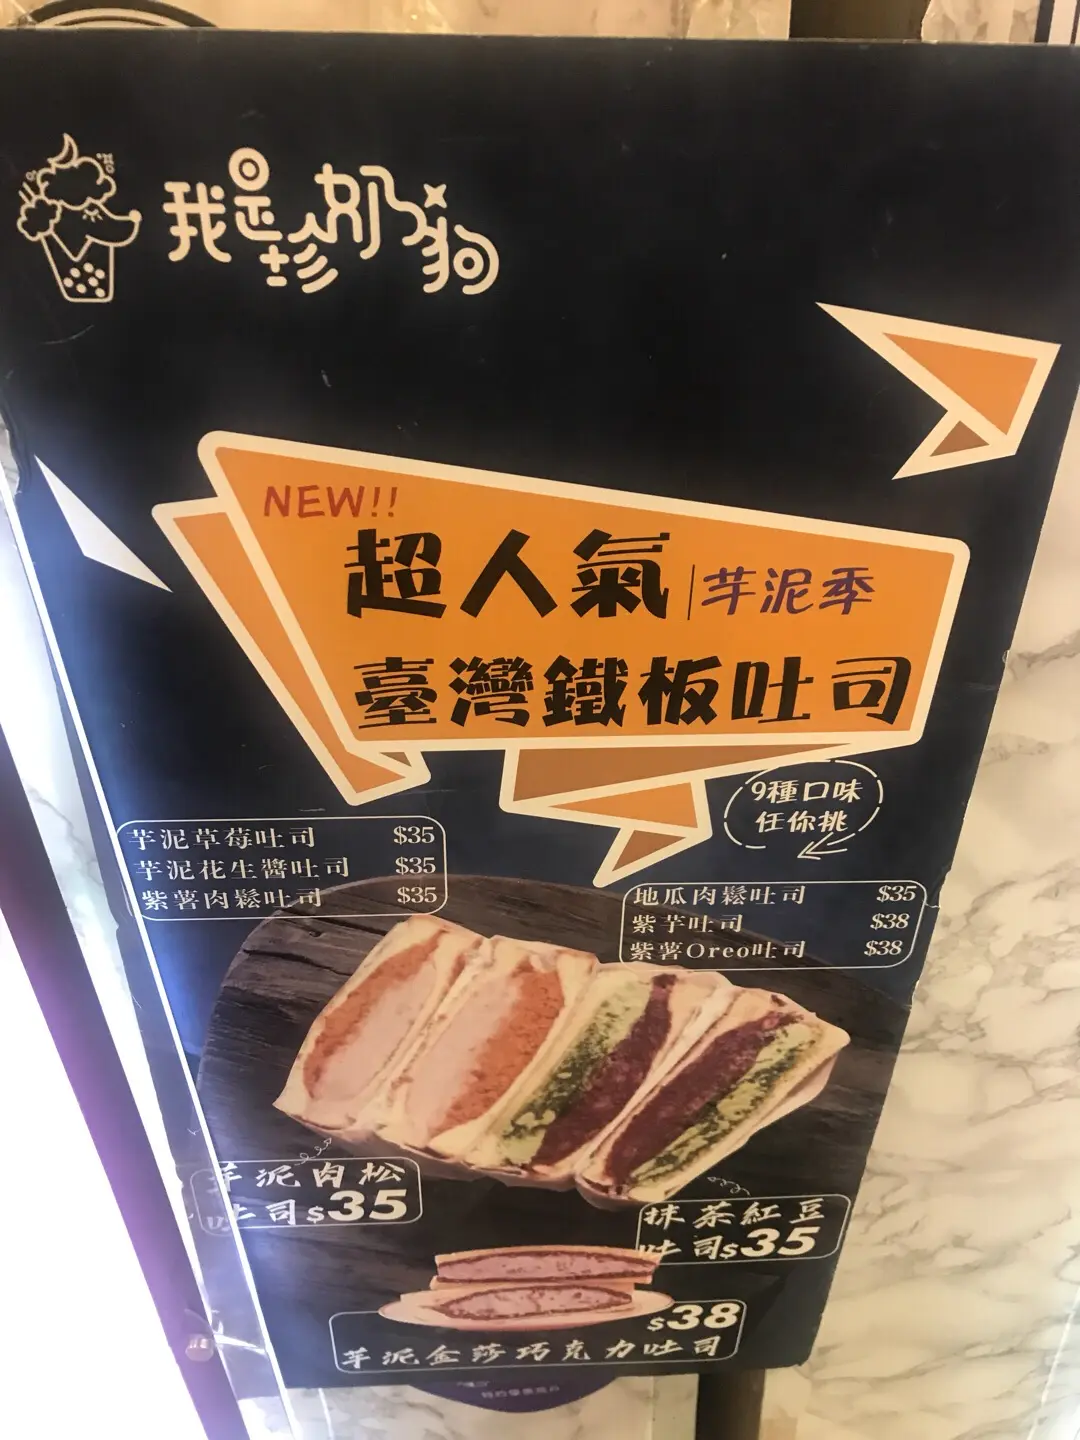 我是珍奶狗
NEW!!
超人氣|芋泥季
臺灣鐵板吐司
9種口味
任你挑
芋泥草莓吐司 $35
芋泥花生醬吐司 $35
紫薯肉鬆吐司 $35
地瓜肉鬆吐司 $35
紫芋吐司 $38
紫薯Oreo吐司 $38
芋泥肉松
吐司$35
抹茶紅豆
吐司$35
$38
芋泥金莎巧克力吐司